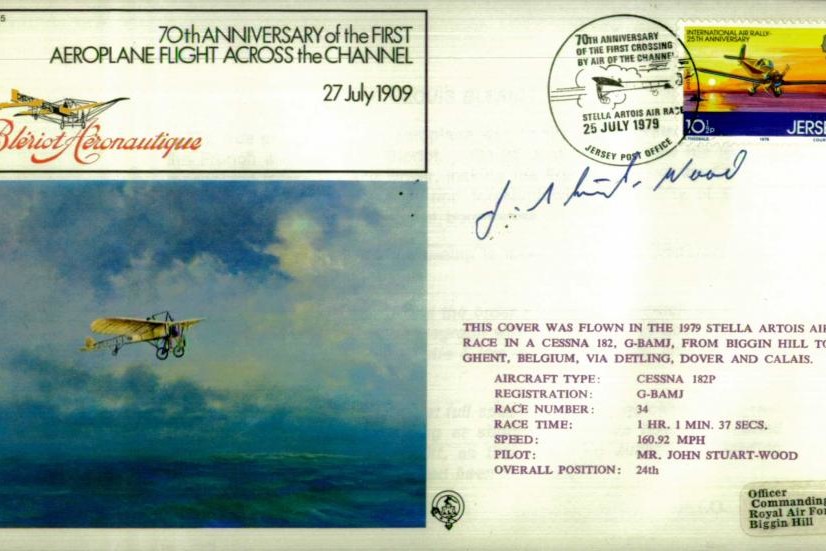 5
70th ANNIVERSARY of the FIRST
AEROPLANE FLIGHT ACROSS the CHANNEL
27 July 1909
Blériot Aéronautique
70TH ANNIVERSARY
OF THE FIRST CROSSING
BY AIR OF THE CHANNEL
STELLA ARTOIS AIR RACE
25 JULY 1979
JERSEY POST OFFICE
INTERNATIONAL AIR RALLY-
25TH ANNIVERSARY
10½P
JERSE
1979
THIS COVER WAS FLOWN IN THE 1979 STELLA ARTOIS AIR
RACE IN A CESSNA 182, G-BAMJ, FROM BIGGIN HILL TO
GHENT, BELGIUM, VIA DETLING, DOVER AND CALAIS.
AIRCRAFT TYPE: CESSNA 182P
REGISTRATION: G-BAMJ
RACE NUMBER: 34
RACE TIME: 1 HR. 1 MIN. 37 SECS.
SPEED: 160.92 MPH
PILOT: MR. JOHN STUART-WOOD
OVERALL POSITION: 24th
Officer
Commanding
Royal Air For
Biggin Hill